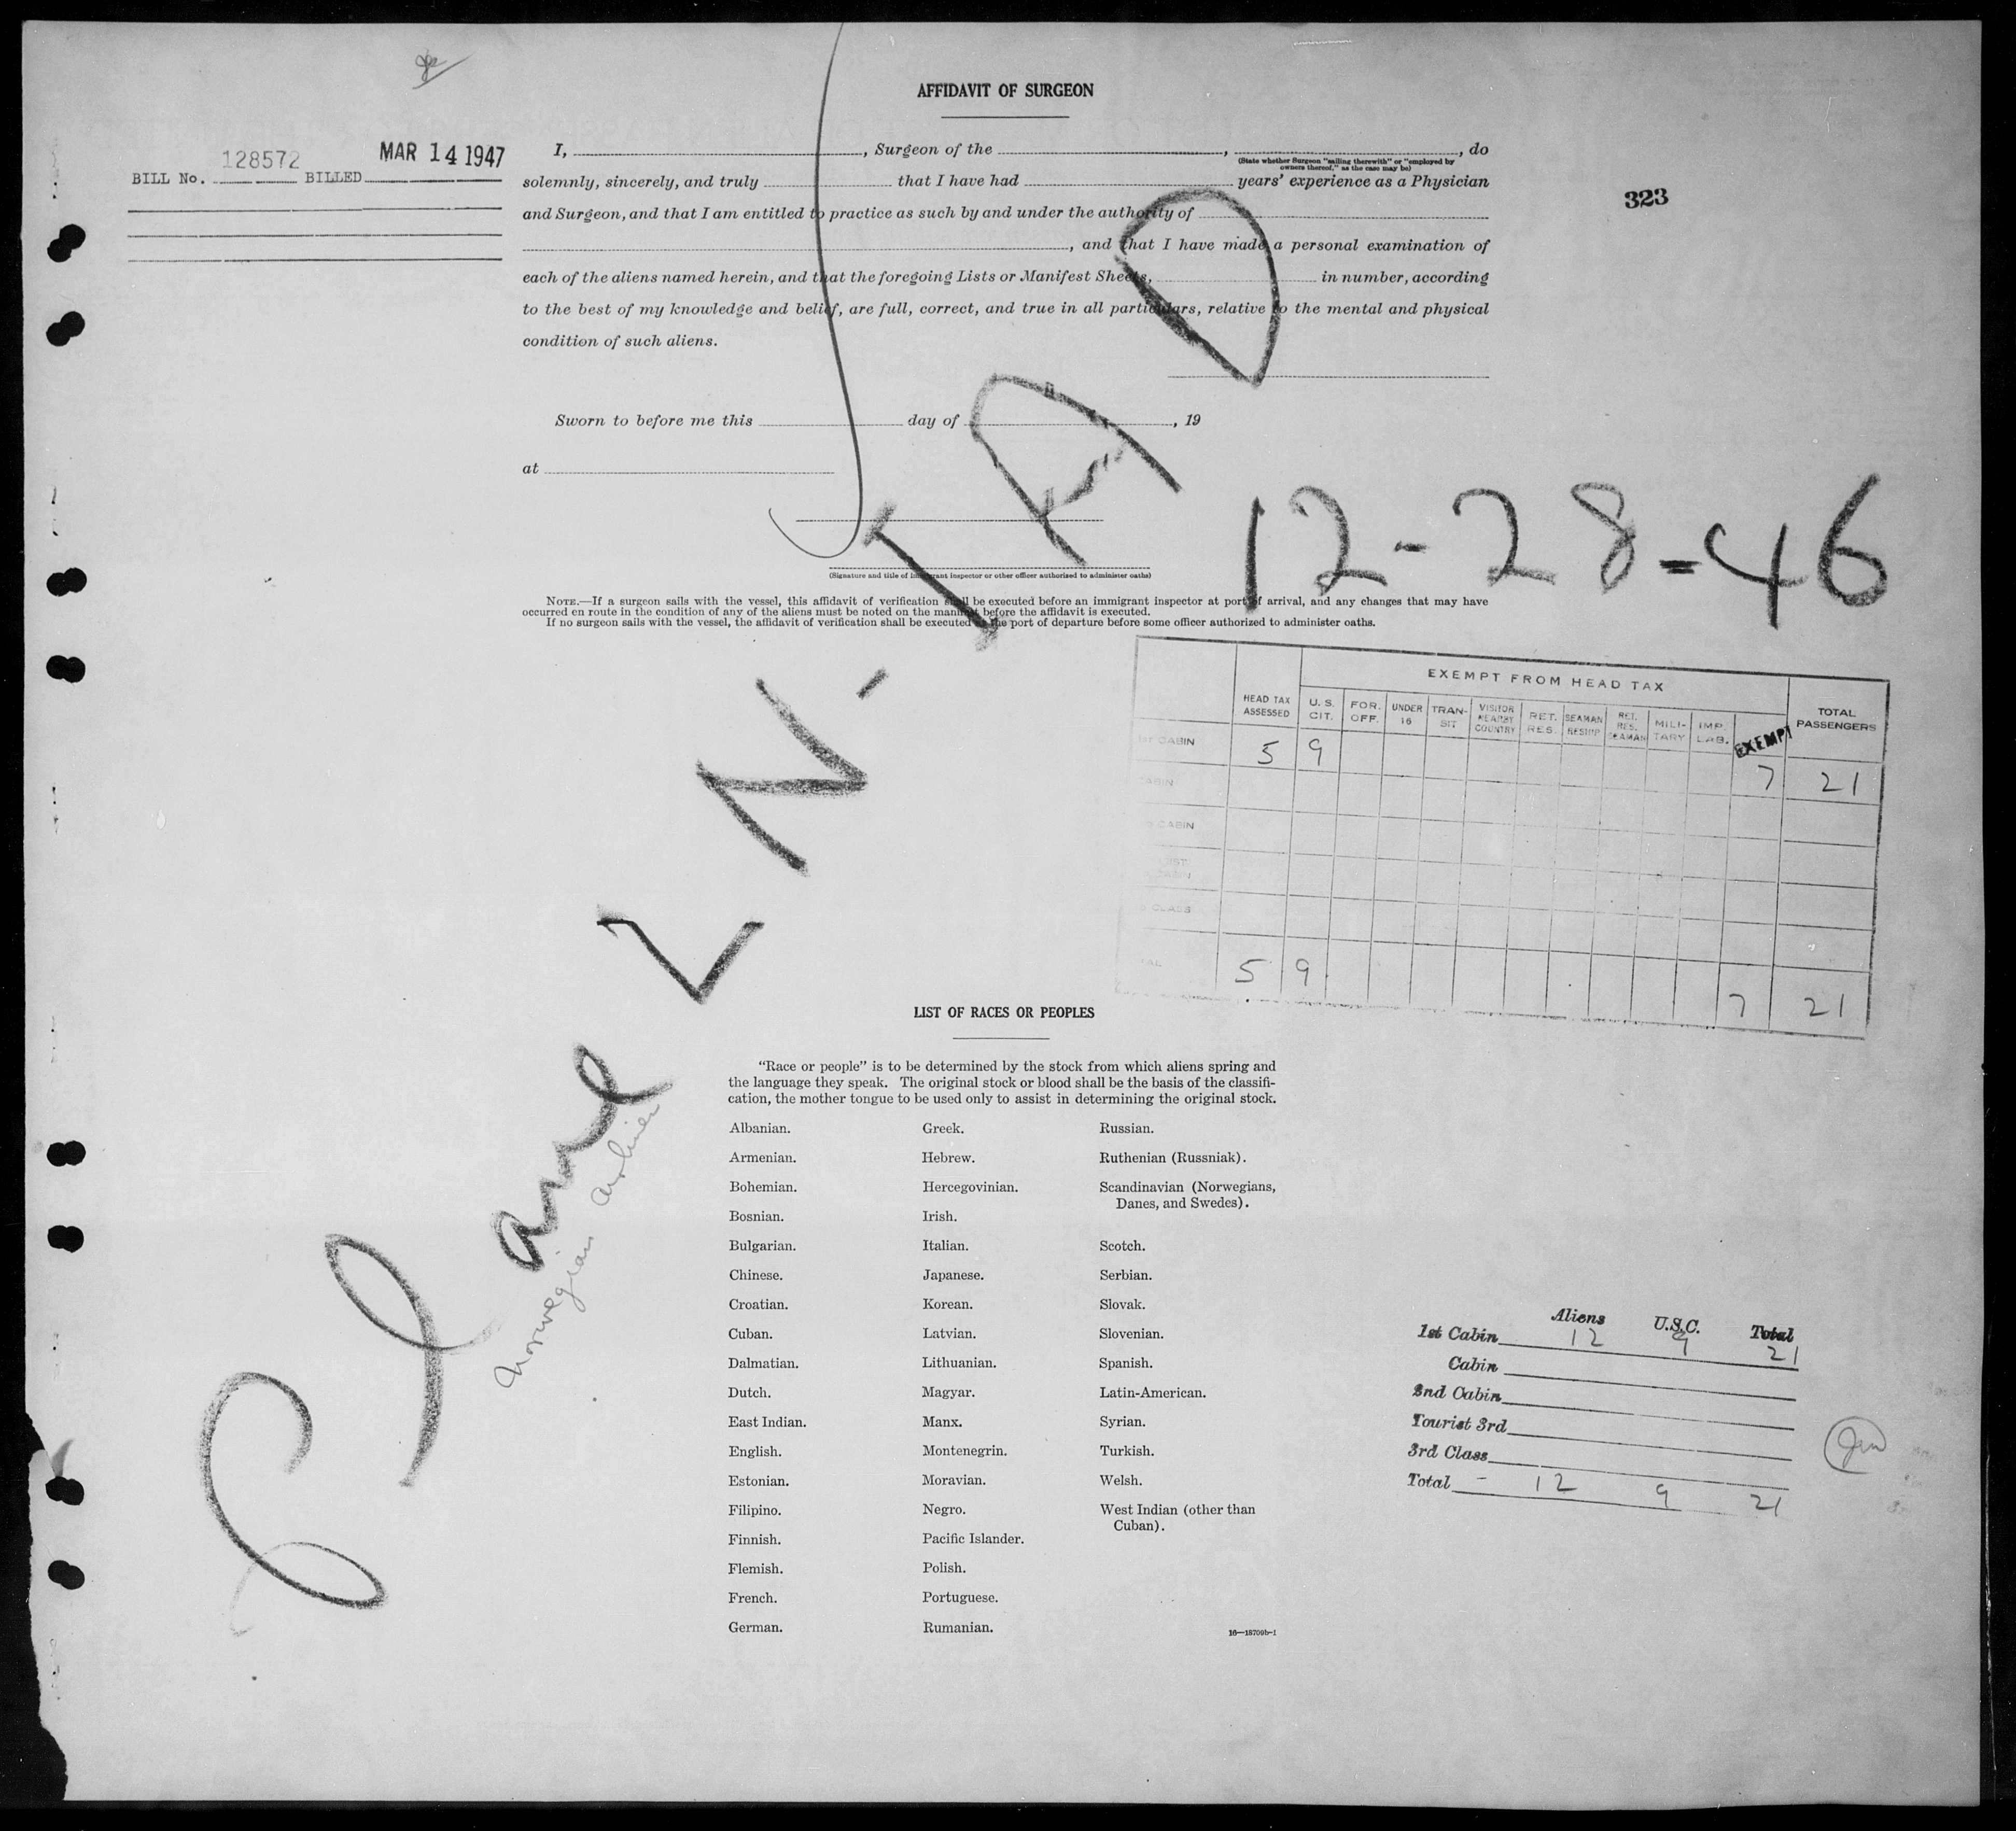 AFFIDAVIT OF SURGEON
BILL No. 128572 BILLED MAR 14 1947
323
I, , Surgeon of the , , do
(State whether Surgeon "sailing therewith" or "employed by
owners thereof," as the case may be)
solemnly, sincerely, and truly that I have had years' experience as a Physician
and Surgeon, and that I am entitled to practice as such by and under the authority of
, and that I have made a personal examination of
each of the aliens named herein, and that the foregoing Lists or Manifest Sheets, in number, according
to the best of my knowledge and belief, are full, correct, and true in all particulars, relative to the mental and physical
condition of such aliens.
Sworn to before me this day of , 19
at
(Signature and title of immigrant inspector or other officer authorized to administer oaths)
NOTE.—If a surgeon sails with the vessel, this affidavit of verification shall be executed before an immigrant inspector at port of arrival, and any changes that may have
occurred en route in the condition of any of the aliens must be noted on the manifest before the affidavit is executed.
If no surgeon sails with the vessel, the affidavit of verification shall be executed at the port of departure before some officer authorized to administer oaths.
Plane LN-IAD
12-28-46
Norwegian Airliner
EXEMPT FROM HEAD TAX
HEAD TAX ASSESSED U. S. CIT. FOR. OFF. UNDER 16 TRAN-SIT VISITOR NEARBY COUNTRY RET. RES. SEAMAN RESHIP RET. RES. SEAMAN MILI-TARY IMP. LAB. EXEMPT TOTAL PASSENGERS
1ST CABIN 5 9 7 21
CABIN
CABIN
CLASS
5 9 7 21
LIST OF RACES OR PEOPLES
"Race or people" is to be determined by the stock from which aliens spring and
the language they speak. The original stock or blood shall be the basis of the classifi-
cation, the mother tongue to be used only to assist in determining the original stock.
Albanian.
Armenian.
Bohemian.
Bosnian.
Bulgarian.
Chinese.
Croatian.
Cuban.
Dalmatian.
Dutch.
East Indian.
English.
Estonian.
Filipino.
Finnish.
Flemish.
French.
German.
Greek.
Hebrew.
Hercegovinian.
Irish.
Italian.
Japanese.
Korean.
Latvian.
Lithuanian.
Magyar.
Manx.
Montenegrin.
Moravian.
Negro.
Pacific Islander.
Polish.
Portuguese.
Rumanian.
Russian.
Ruthenian (Russniak).
Scandinavian (Norwegians,
Danes, and Swedes).
Scotch.
Serbian.
Slovak.
Slovenian.
Spanish.
Latin-American.
Syrian.
Turkish.
Welsh.
West Indian (other than
Cuban).
16—18700b-1
Aliens U.S.C. Total
1st Cabin 12 9 21
Cabin
2nd Cabin
Tourist 3rd
3rd Class
Total - 12 9 21